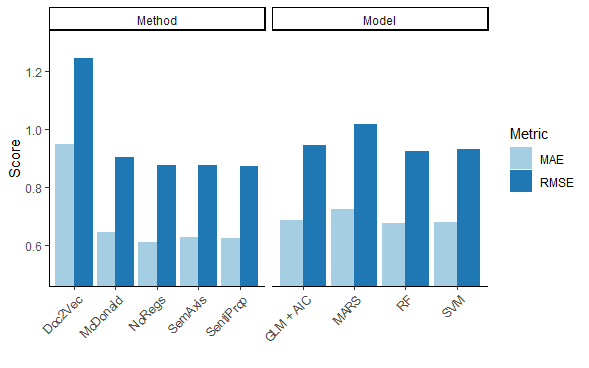 Method
Model
1.2
1.0
0.8
0.6
Score
Doc2Vec
McDonald
NoRegs
SemAxis
SentiProp
GLM + AIC
MARS
RF
SVM
Metric
MAE
RMSE